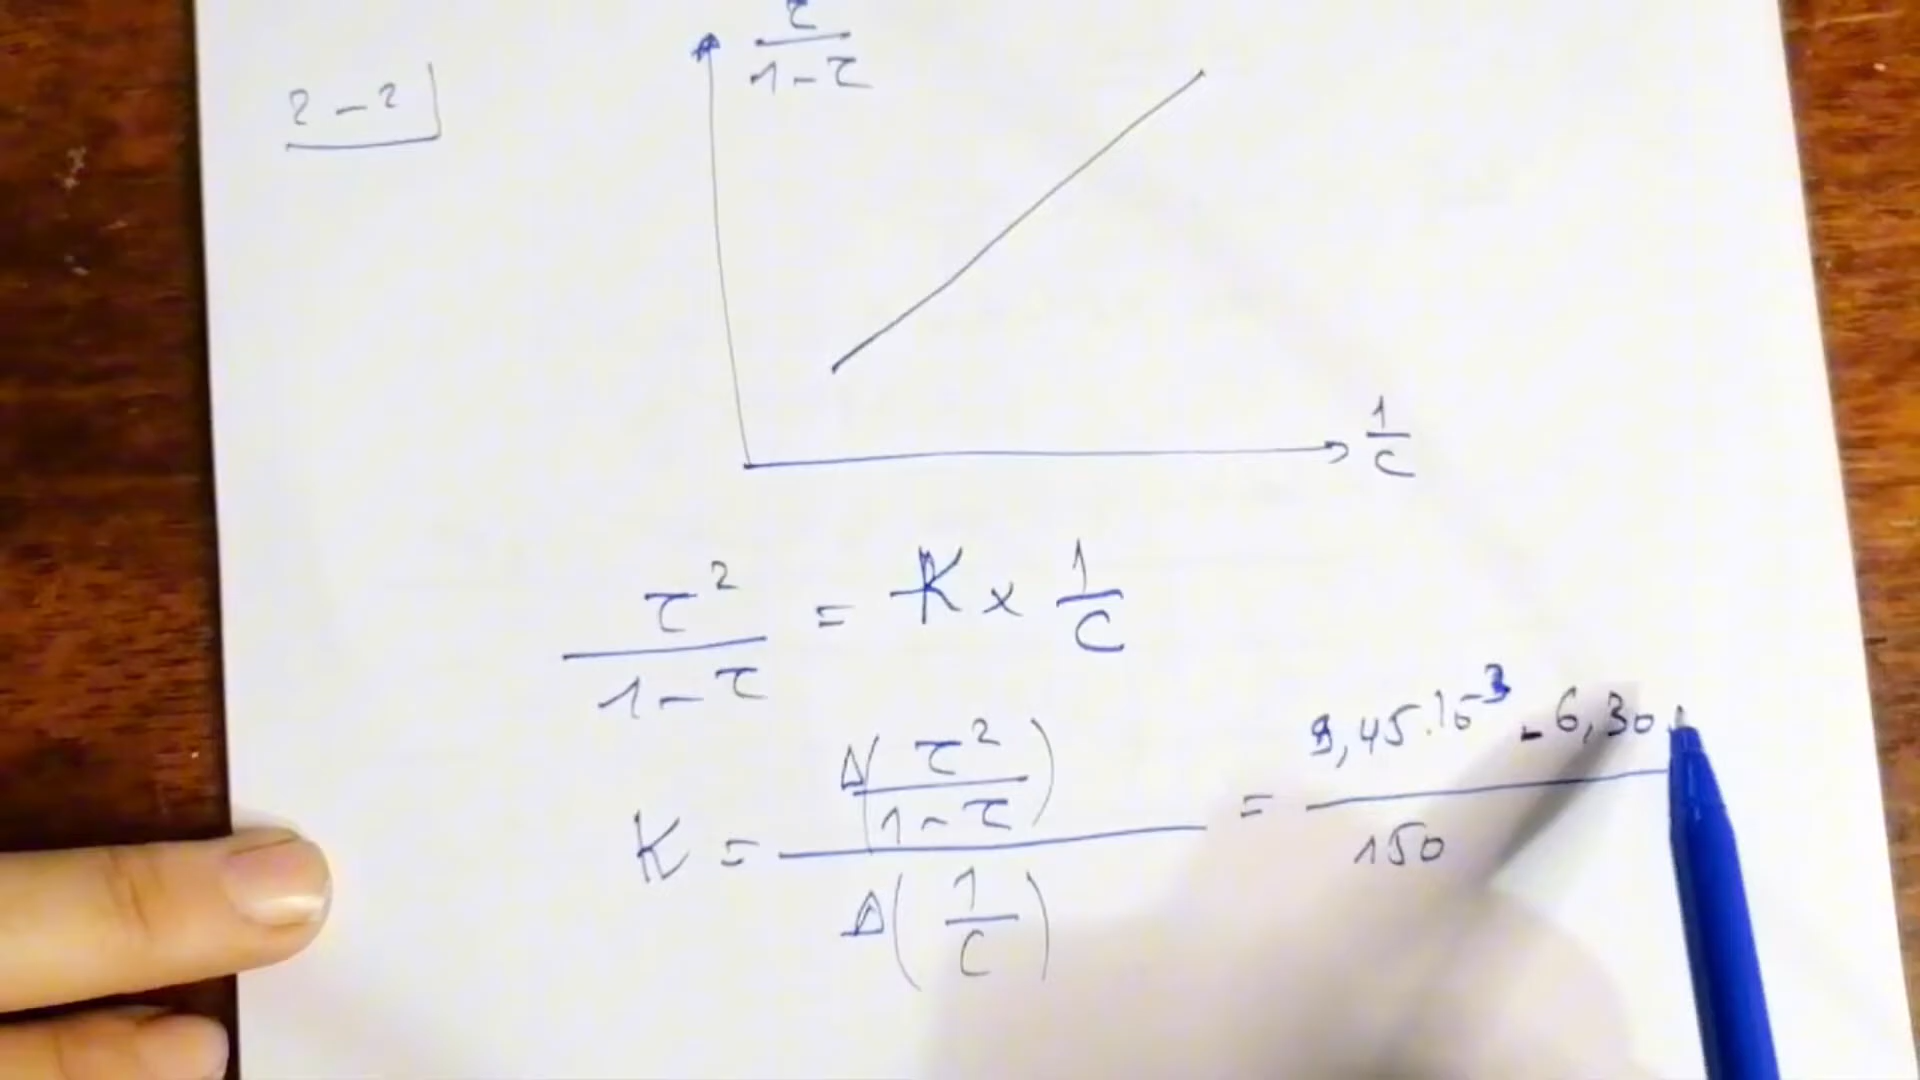 τ
1 - τ
2 - 2
1
c
τ² / 1 - τ = K x 1 / c
K = Δ(τ² / 1 - τ) / Δ(1 / c) = 9,45.10⁻³ - 6,30. / 150